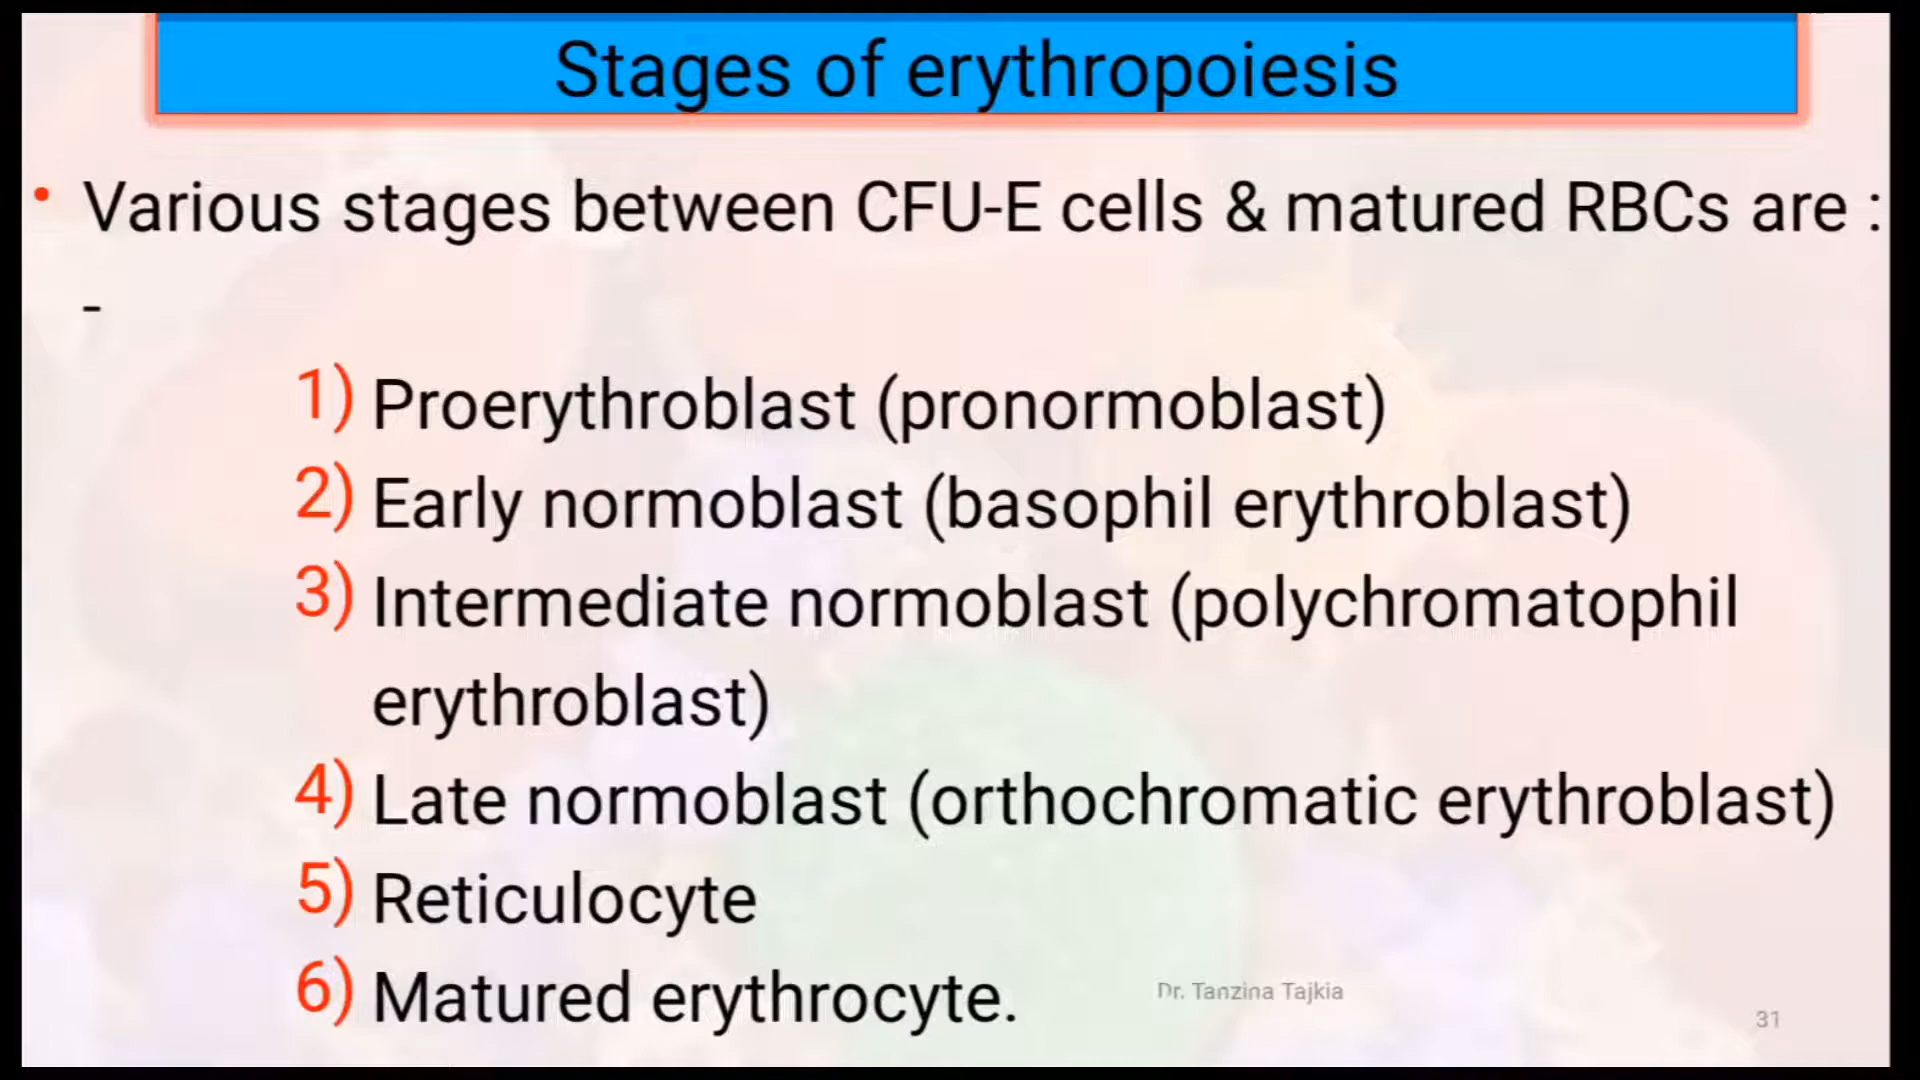 Stages of erythropoiesis
• Various stages between CFU-E cells & matured RBCs are :
-
1) Proerythroblast (pronormoblast)
2) Early normoblast (basophil erythroblast)
3) Intermediate normoblast (polychromatophil
erythroblast)
4) Late normoblast (orthochromatic erythroblast)
5) Reticulocyte
6) Matured erythrocyte.
Dr. Tanzina Tajkia
31